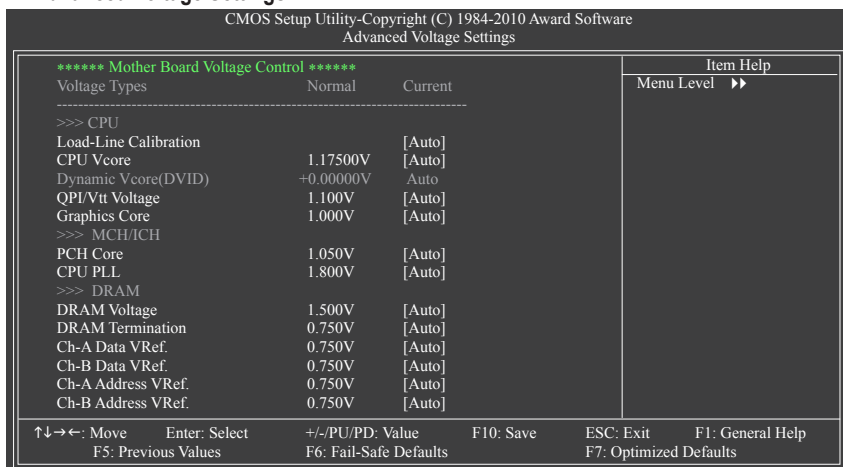 CMOS Setup Utility-Copyright (C) 1984-2010 Award Software
Advanced Voltage Settings
****** Mother Board Voltage Control ****** Item Help
Voltage Types Normal Current Menu Level
--------------------------------------------------------------------------------
>>> CPU
Load-Line Calibration [Auto]
CPU Vcore 1.17500V [Auto]
Dynamic Vcore(DVID) +0.00000V Auto
QPI/Vtt Voltage 1.100V [Auto]
Graphics Core 1.000V [Auto]
>>> MCH/ICH
PCH Core 1.050V [Auto]
CPU PLL 1.800V [Auto]
>>> DRAM
DRAM Voltage 1.500V [Auto]
DRAM Termination 0.750V [Auto]
Ch-A Data VRef. 0.750V [Auto]
Ch-B Data VRef. 0.750V [Auto]
Ch-A Address VRef. 0.750V [Auto]
Ch-B Address VRef. 0.750V [Auto]
↑↓→←: Move Enter: Select +/-/PU/PD: Value F10: Save ESC: Exit F1: General Help
F5: Previous Values F6: Fail-Safe Defaults F7: Optimized Defaults